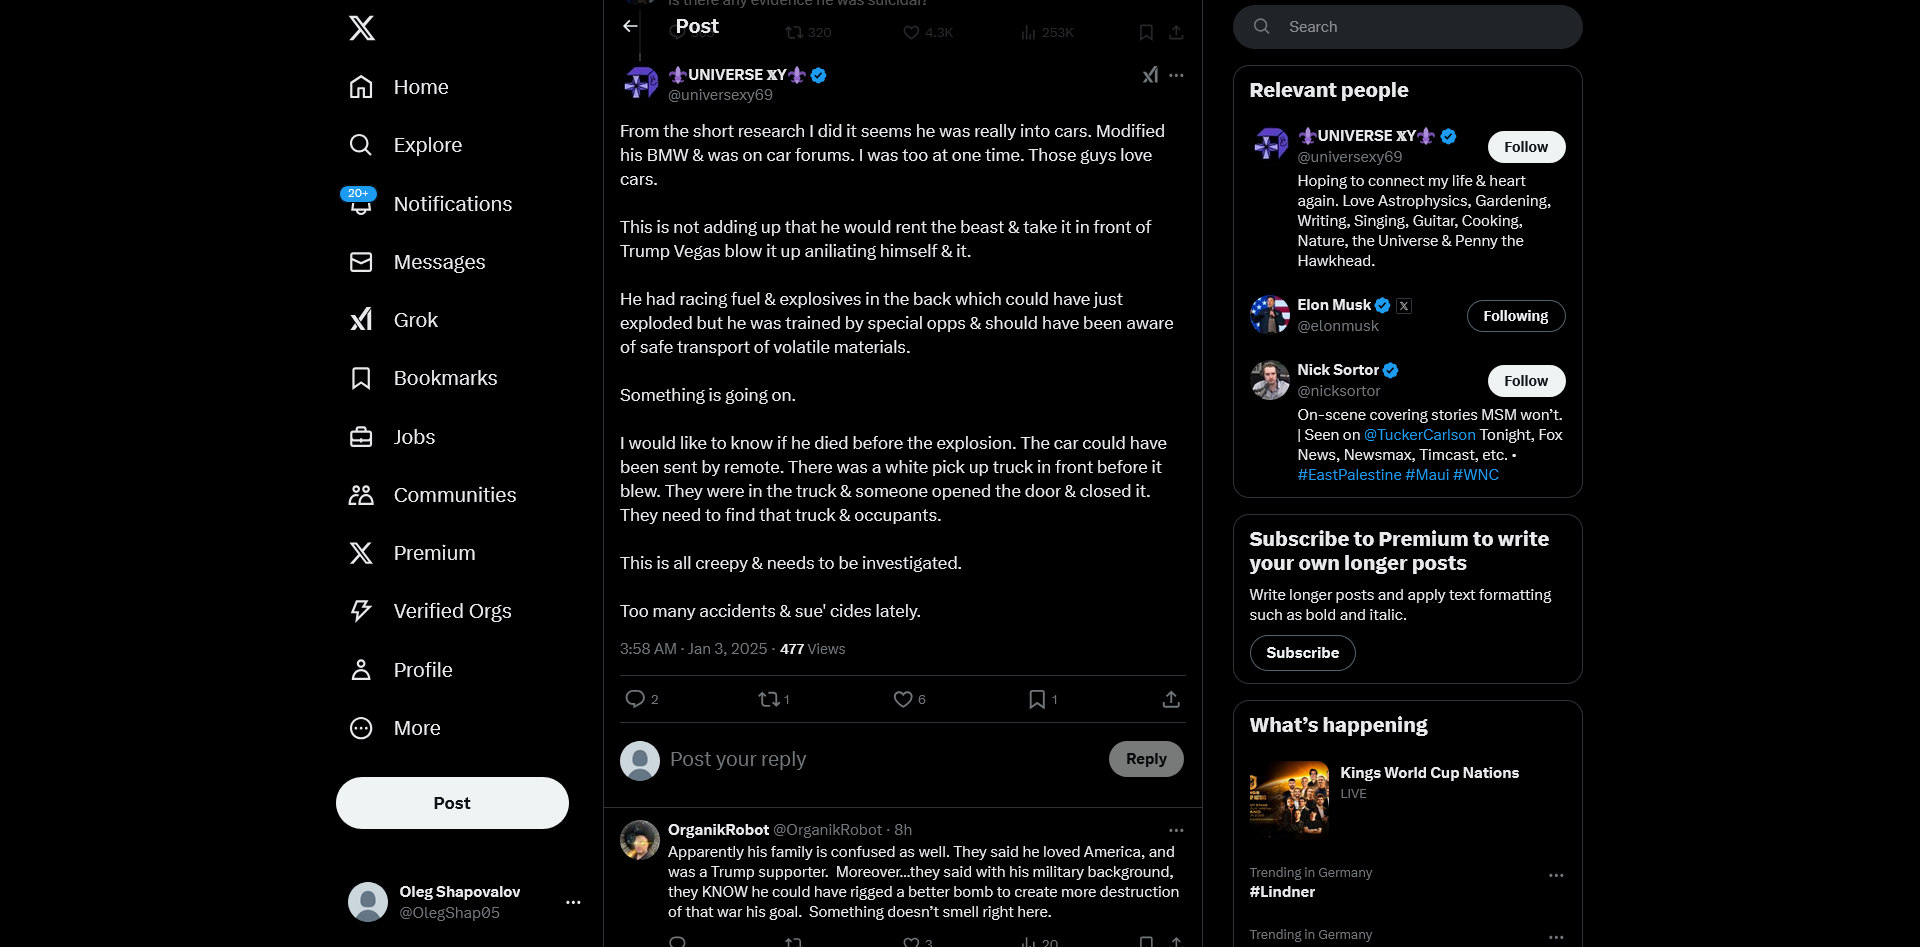 Home
Explore
20+
Notifications
Messages
Grok
Bookmarks
Jobs
Communities
Premium
Verified Orgs
Profile
More
Post
Oleg Shapovalov
@OlegShap05
Is there any evidence he was suicidal?
Post
320
4.3K
253K
UNIVERSE XY
@universexy69
From the short research I did it seems he was really into cars. Modified
his BMW & was on car forums. I was too at one time. Those guys love
cars.
This is not adding up that he would rent the beast & take it in front of
Trump Vegas blow it up aniliating himself & it.
He had racing fuel & explosives in the back which could have just
exploded but he was trained by special opps & should have been aware
of safe transport of volatile materials.
Something is going on.
I would like to know if he died before the explosion. The car could have
been sent by remote. There was a white pick up truck in front before it
blew. They were in the truck & someone opened the door & closed it.
They need to find that truck & occupants.
This is all creepy & needs to be investigated.
Too many accidents & sue' cides lately.
3:58 AM · Jan 3, 2025 · 477 Views
2
1
6
1
Post your reply
Reply
OrganikRobot @OrganikRobot · 8h
Apparently his family is confused as well. They said he loved America, and
was a Trump supporter. Moreover...they said with his military background,
they KNOW he could have rigged a better bomb to create more destruction
of that war his goal. Something doesn't smell right here.
3
20
Search
Relevant people
UNIVERSE XY
@universexy69
Follow
Hoping to connect my life & heart
again. Love Astrophysics, Gardening,
Writing, Singing, Guitar, Cooking,
Nature, the Universe & Penny the
Hawkhead.
Elon Musk
@elonmusk
Following
Nick Sortor
@nicksortor
Follow
On-scene covering stories MSM won't.
| Seen on @TuckerCarlson Tonight, Fox
News, Newsmax, Timcast, etc. •
#EastPalestine #Maui #WNC
Subscribe to Premium to write
your own longer posts
Write longer posts and apply text formatting
such as bold and italic.
Subscribe
What's happening
Kings World Cup Nations
LIVE
Trending in Germany
#Lindner
Trending in Germany